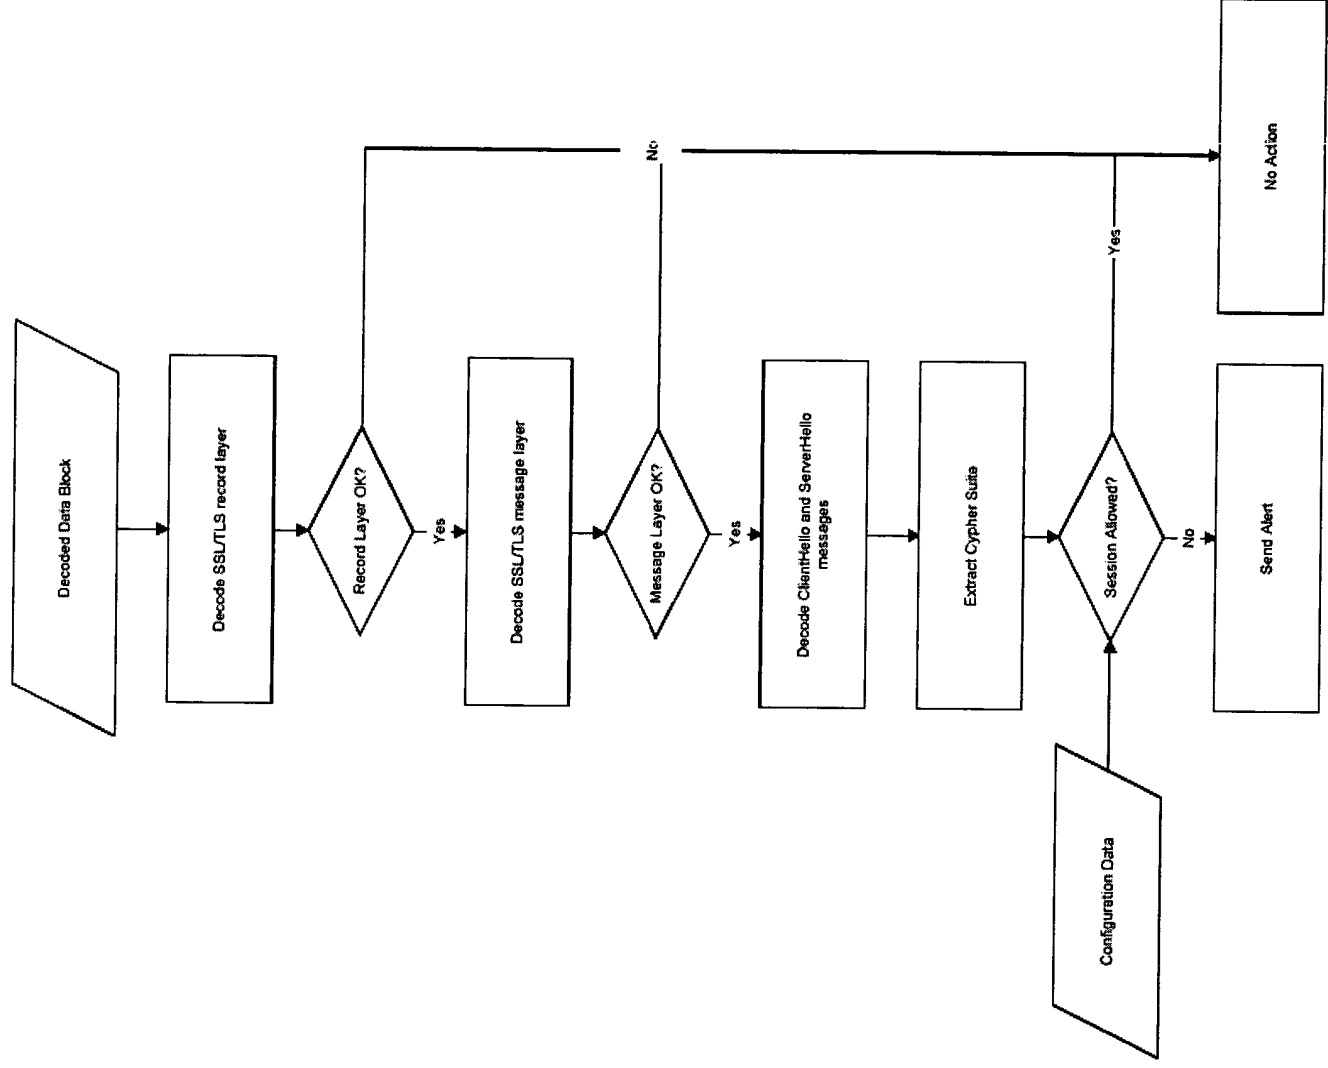 Decoded Data Block
Decode SSL/TLS record layer
Record Layer OK?
Yes
Decode SSL/TLS message layer
Message Layer OK?
No
Yes
Decode ClientHello and ServerHello
messages
Extract Cypher Suite
Configuration Data
Session Allowed?
Yes
No
Send Alert
No Action